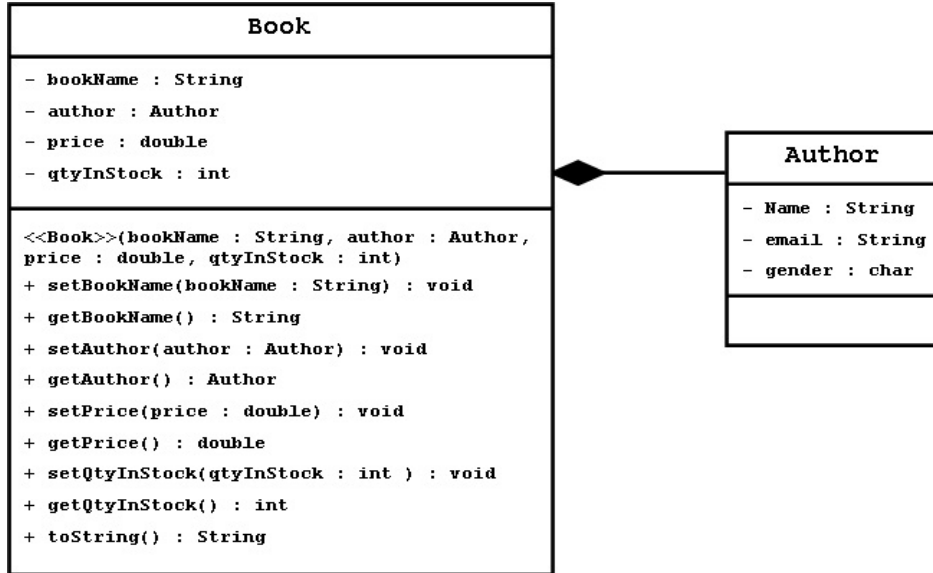 Book
- bookName : String
- author : Author
- price : double
- qtyInStock : int
<<Book>>(bookName : String, author : Author,
price : double, qtyInStock : int)
+ setBookName(bookName : String) : void
+ getBookName() : String
+ setAuthor(author : Author) : void
+ getAuthor() : Author
+ setPrice(price : double) : void
+ getPrice() : double
+ setQtyInStock(qtyInStock : int ) : void
+ getQtyInStock() : int
+ toString() : String
Author
- Name : String
- email : String
- gender : char